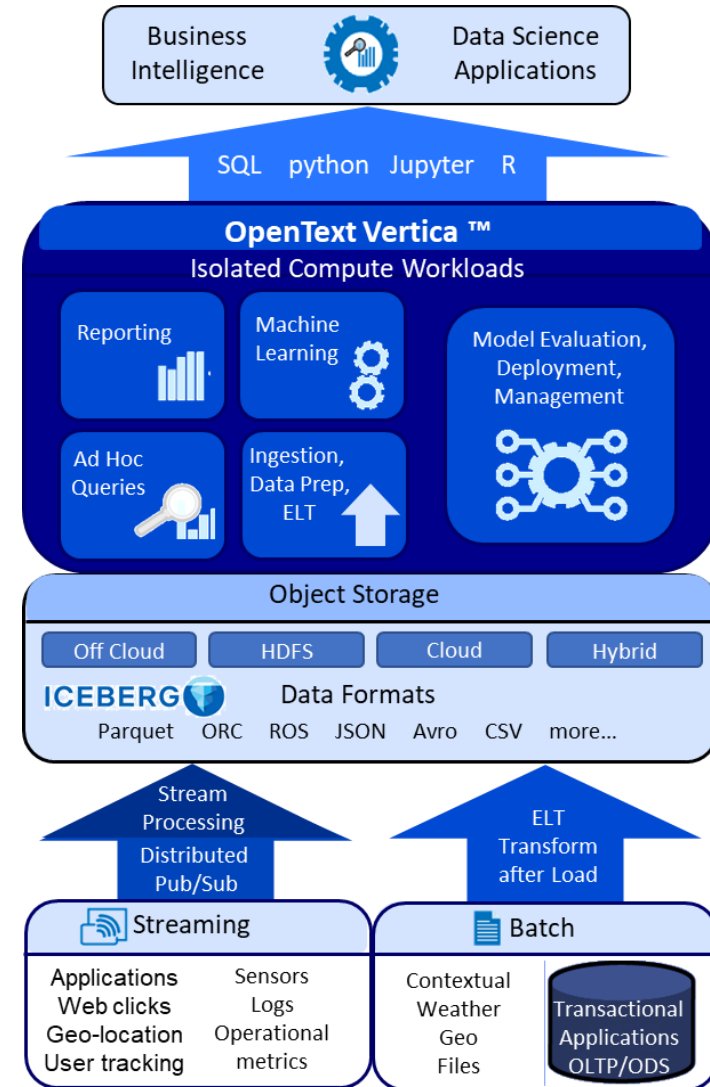 Business
Intelligence
Data Science
Applications
SQL python Jupyter R
OpenText Vertica ™
Isolated Compute Workloads
Reporting
Machine
Learning
Model Evaluation,
Deployment,
Management
Ad Hoc
Queries
Ingestion,
Data Prep,
ELT
Object Storage
Off Cloud HDFS Cloud Hybrid
ICEBERG Data Formats
Parquet ORC ROS JSON Avro CSV more...
Stream
Processing
Distributed
Pub/Sub
ELT
Transform
after Load
Streaming
Applications
Web clicks
Geo-location
User tracking
Sensors
Logs
Operational
metrics
Batch
Contextual
Weather
Geo
Files
Transactional
Applications
OLTP/ODS